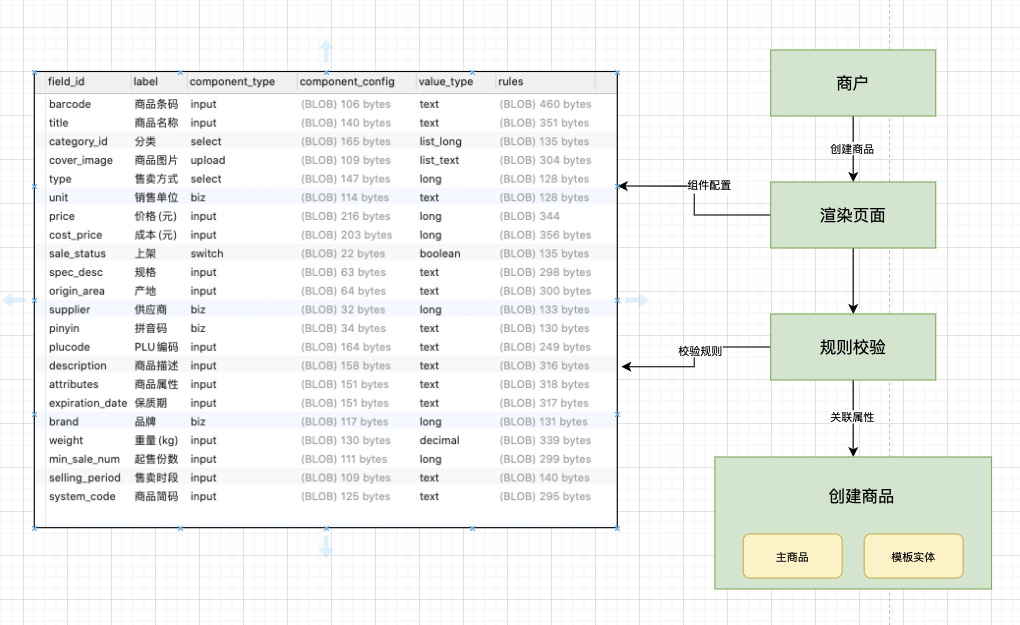 field_id label component_type component_config value_type rules
barcode 商品条码 input (BLOB) 106 bytes text (BLOB) 460 bytes
title 商品名称 input (BLOB) 140 bytes text (BLOB) 351 bytes
category_id 分类 select (BLOB) 165 bytes list_long (BLOB) 135 bytes
cover_image 商品图片 upload (BLOB) 109 bytes list_text (BLOB) 304 bytes
type 售卖方式 select (BLOB) 147 bytes long (BLOB) 128 bytes
unit 销售单位 biz (BLOB) 114 bytes text (BLOB) 128 bytes
price 价格(元) input (BLOB) 216 bytes long (BLOB) 344
cost_price 成本(元) input (BLOB) 203 bytes long (BLOB) 356 bytes
sale_status 上架 switch (BLOB) 22 bytes boolean (BLOB) 135 bytes
spec_desc 规格 input (BLOB) 63 bytes text (BLOB) 298 bytes
origin_area 产地 input (BLOB) 64 bytes text (BLOB) 300 bytes
supplier 供应商 biz (BLOB) 32 bytes long (BLOB) 133 bytes
pinyin 拼音码 biz (BLOB) 34 bytes text (BLOB) 130 bytes
plucode PLU编码 input (BLOB) 164 bytes text (BLOB) 249 bytes
description 商品描述 input (BLOB) 158 bytes text (BLOB) 316 bytes
attributes 商品属性 input (BLOB) 151 bytes text (BLOB) 318 bytes
expiration_date 保质期 input (BLOB) 151 bytes text (BLOB) 317 bytes
brand 品牌 biz (BLOB) 117 bytes long (BLOB) 131 bytes
weight 重量(kg) input (BLOB) 130 bytes decimal (BLOB) 339 bytes
min_sale_num 起售份数 input (BLOB) 111 bytes long (BLOB) 299 bytes
selling_period 售卖时段 input (BLOB) 109 bytes text (BLOB) 140 bytes
system_code 商品简码 input (BLOB) 125 bytes text (BLOB) 295 bytes
商户
创建商品
组件配置
渲染页面
校验规则
规则校验
关联属性
创建商品
主商品
模板实体